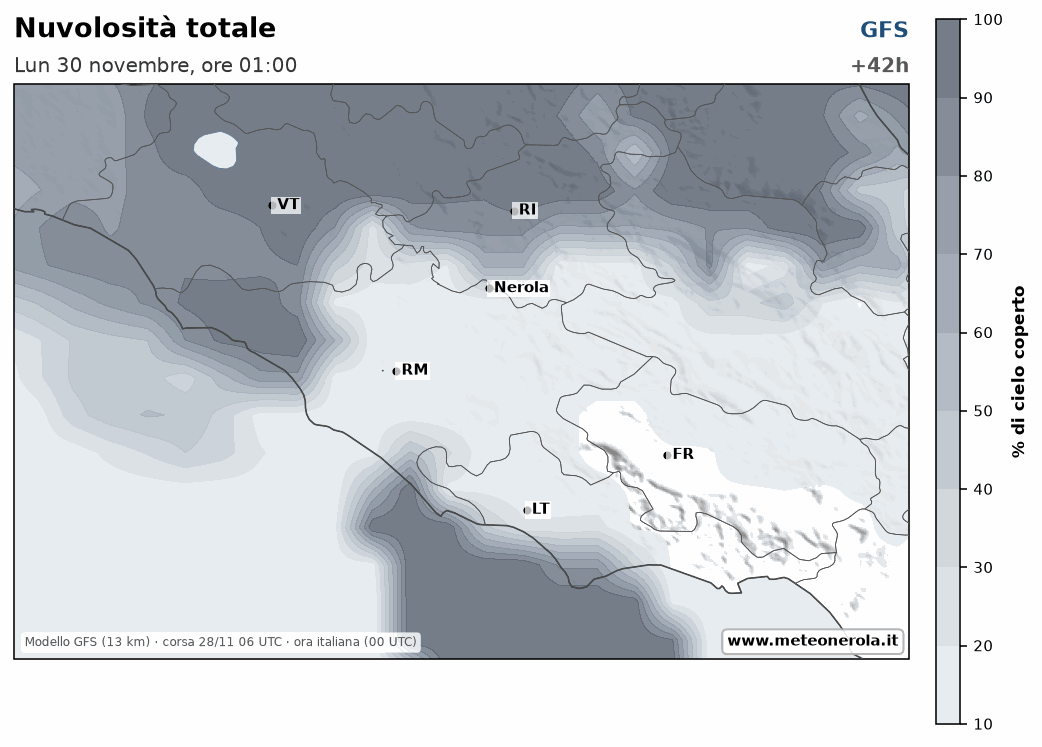 Nuvolosità totale
GFS
Lun 30 novembre, ore 01:00
+42h
VT
RI
Nerola
RM
FR
LT
Modello GFS (13 km) · corsa 28/11 06 UTC · ora italiana (00 UTC)
www.meteonerola.it
100
90
80
70
60
50
40
30
20
10
% di cielo coperto